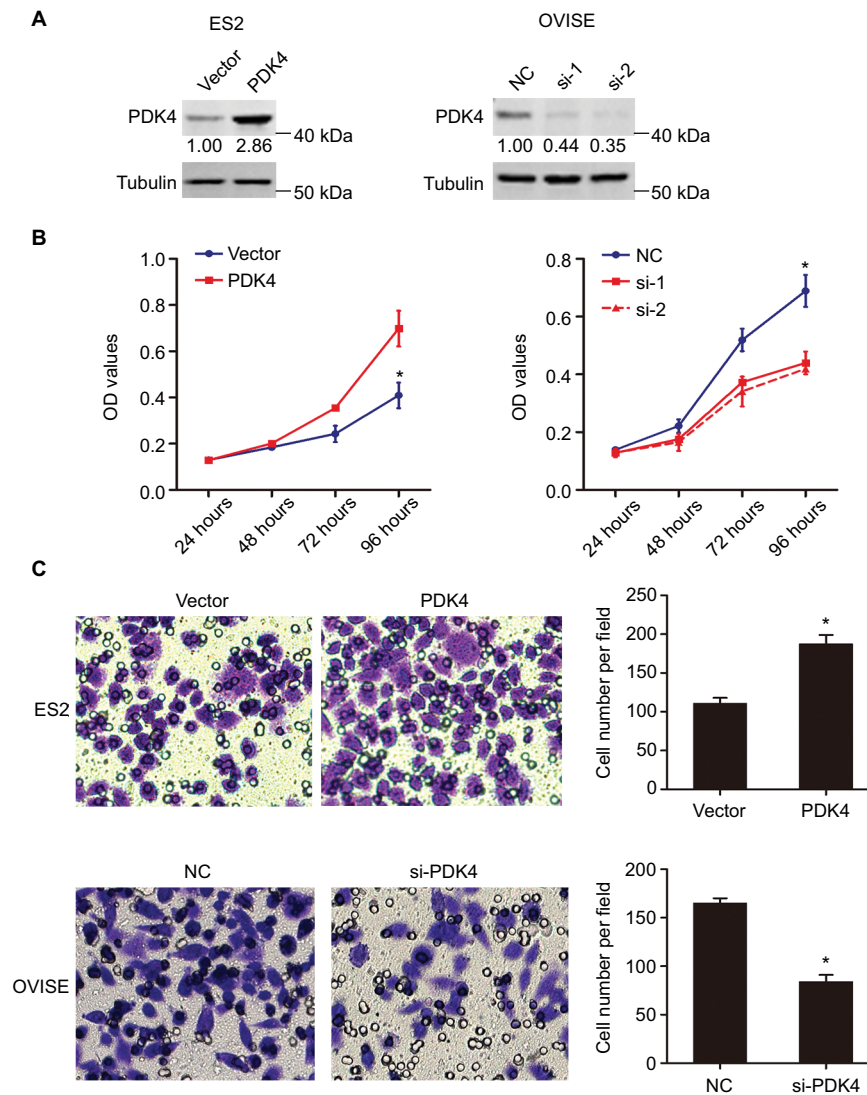 A
ES2
Vector PDK4
PDK4
40 kDa
1.00 2.86
Tubulin
50 kDa
OVISE
NC si-1 si-2
PDK4
40 kDa
1.00 0.44 0.35
Tubulin
50 kDa
B
Vector
PDK4
1.0
0.8
0.6
0.4
0.2
0.0
OD values
*
24 hours 48 hours 72 hours 96 hours
NC
si-1
si-2
0.8
0.6
0.4
0.2
0.0
OD values
*
24 hours 48 hours 72 hours 96 hours
C
Vector PDK4
ES2
250
200
150
100
50
0
Cell number per field
*
Vector PDK4
NC si-PDK4
OVISE
200
150
100
50
0
Cell number per field
*
NC si-PDK4